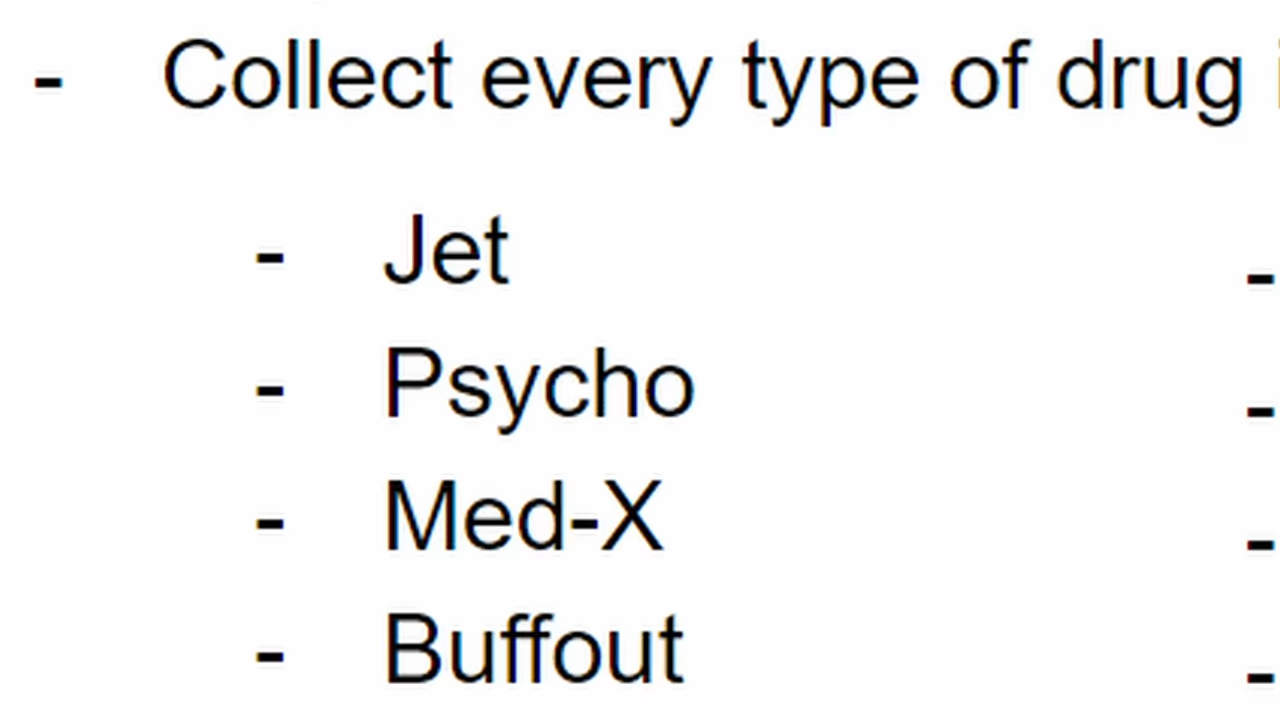 - Collect every type of drug
- Jet
-
- Psycho
-
- Med-X
-
- Buffout
-